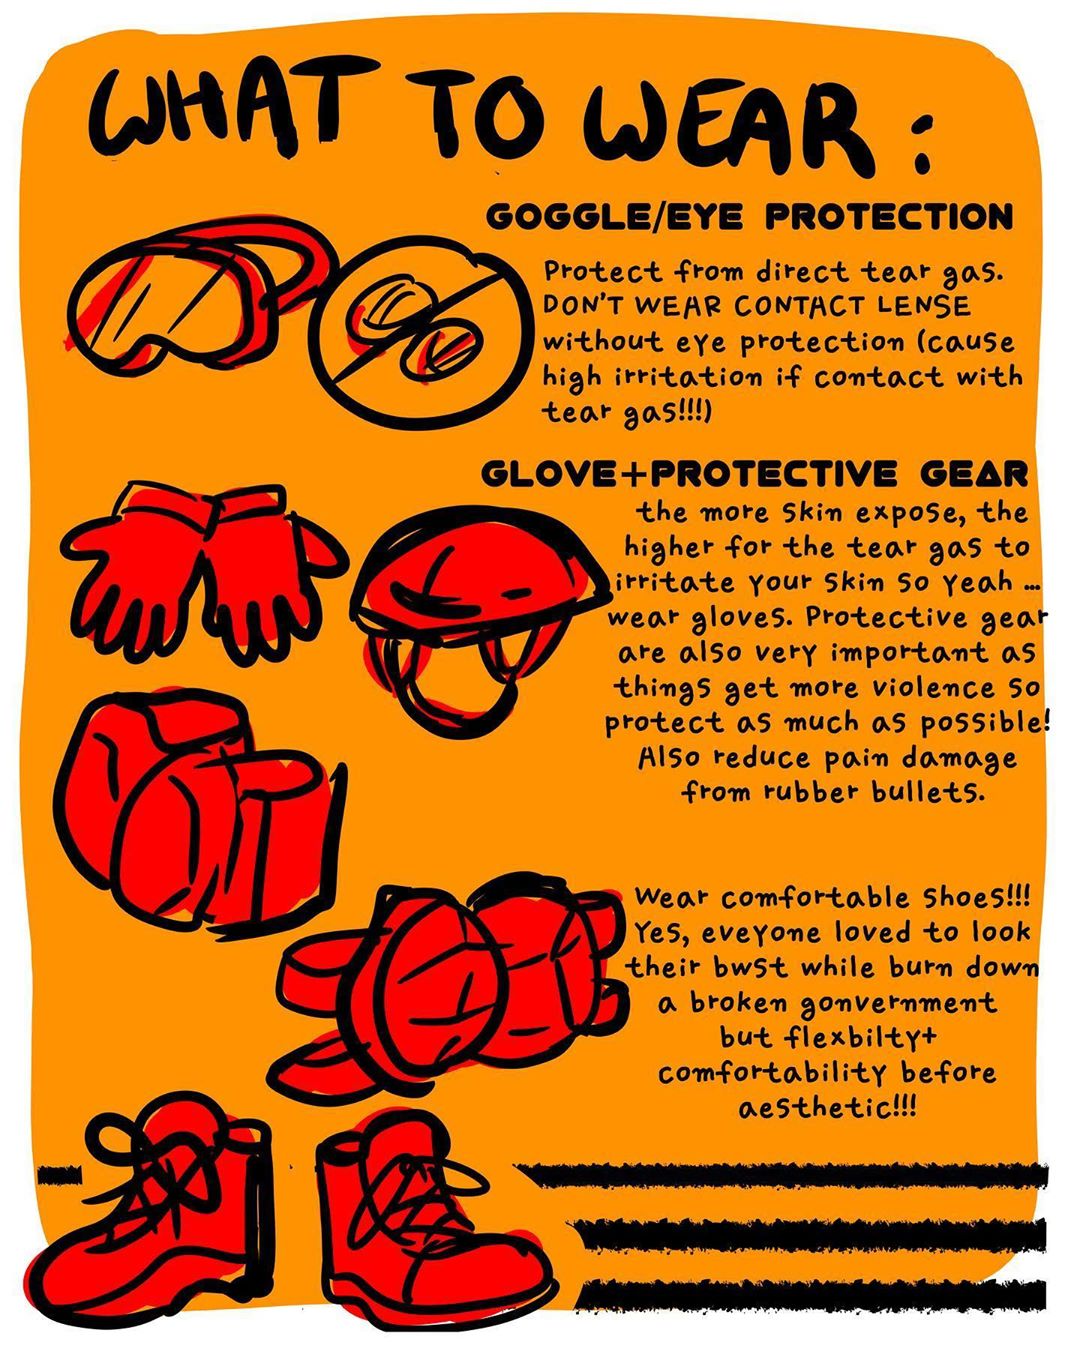 WHAT TO WEAR:
GOGGLE/EYE PROTECTION
Protect from direct tear gas.
DON'T WEAR CONTACT LENSE
without eye protection (cause
high irritation if contact with
tear gas!!!)
GLOVE+PROTECTIVE GEAR
the more skin expose, the
higher for the tear gas to
irritate your skin so yeah ...
wear gloves. Protective gear
are also very important as
things get more violence so
protect as much as possible!
Also reduce pain damage
from rubber bullets.
Wear comfortable shoes!!!
Yes, eveyone loved to look
their bwst while burn down
a broken gonvernment
but flexbilty+
comfortability before
aesthetic!!!